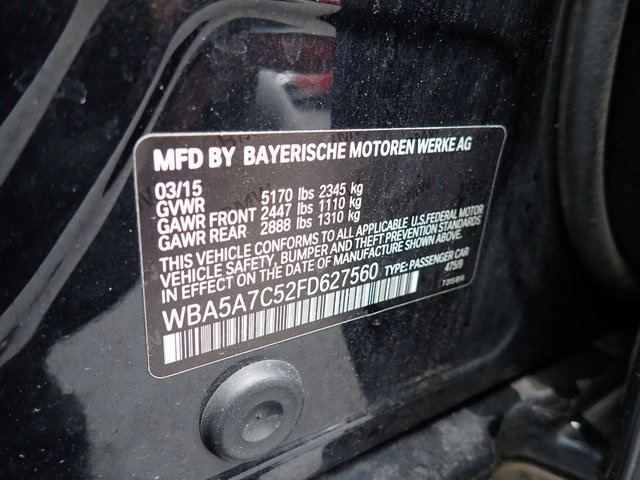 MFD BY BAYERISCHE MOTOREN WERKE AG
03/15
GVWR 5170 lbs 2345 kg
GAWR FRONT 2447 lbs 1110 kg
GAWR REAR 2888 lbs 1310 kg
THIS VEHICLE CONFORMS TO ALL APPLICABLE U.S.FEDERAL MOTOR
VEHICLE SAFETY, BUMPER AND THEFT PREVENTION STANDARDS
IN EFFECT ON THE DATE OF MANUFACTURE SHOWN ABOVE.
WBA5A7C52FD627560 TYPE: PASSENGER CAR
475/9